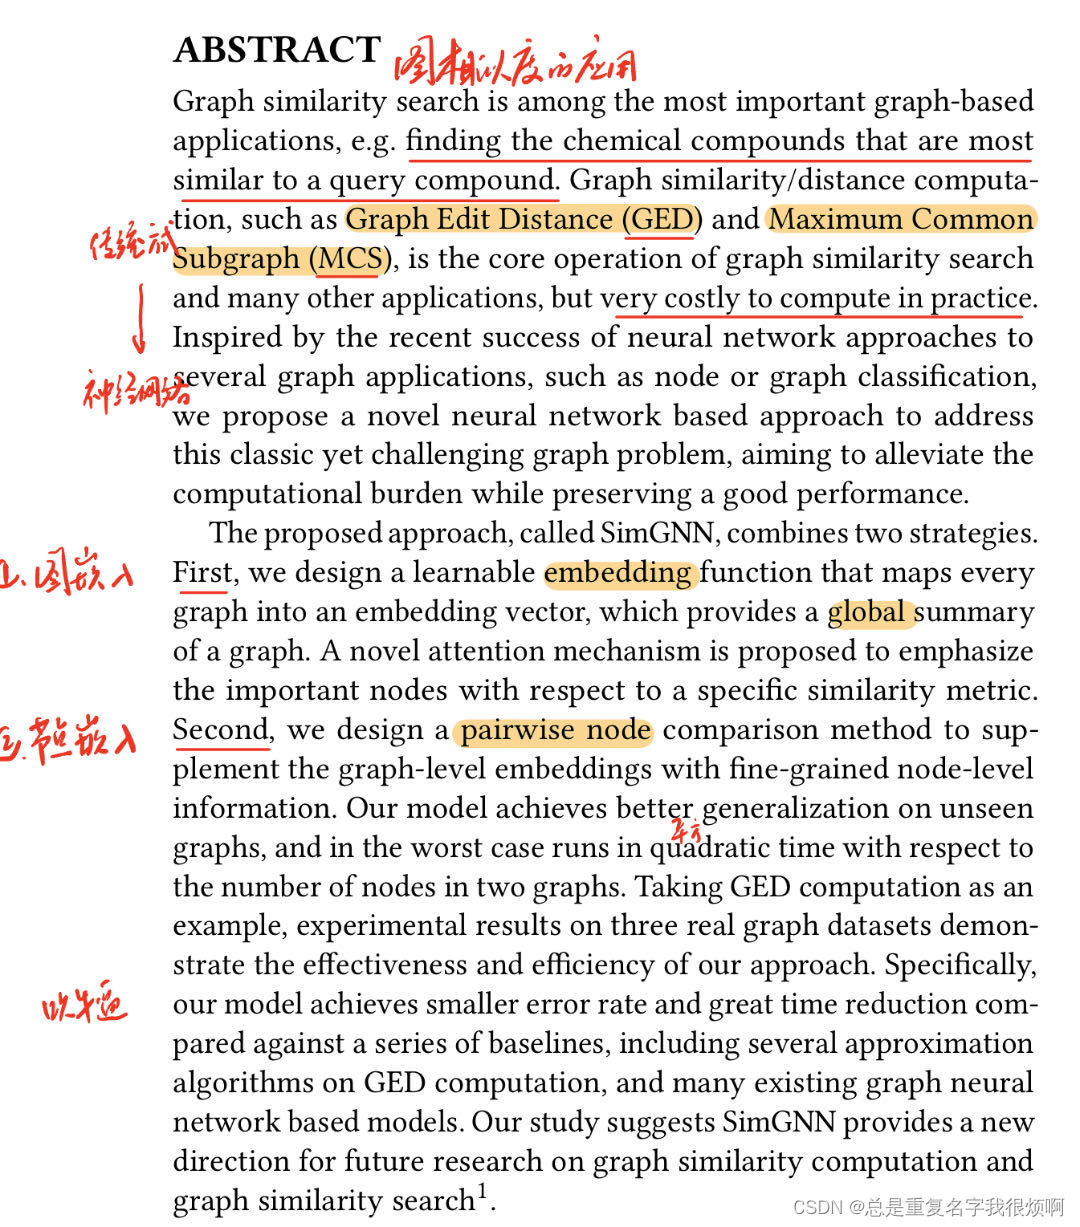 ABSTRACT
图相似度的应用
Graph similarity search is among the most important graph-based
applications, e.g. finding the chemical compounds that are most
similar to a query compound. Graph similarity/distance computa-
tion, such as Graph Edit Distance (GED) and Maximum Common
传统方式
Subgraph (MCS), is the core operation of graph similarity search
and many other applications, but very costly to compute in practice.
Inspired by the recent success of neural network approaches to
神经网络
several graph applications, such as node or graph classification,
we propose a novel neural network based approach to address
this classic yet challenging graph problem, aiming to alleviate the
computational burden while preserving a good performance.
The proposed approach, called SimGNN, combines two strategies.
1.图嵌入
First, we design a learnable embedding function that maps every
graph into an embedding vector, which provides a global summary
of a graph. A novel attention mechanism is proposed to emphasize
the important nodes with respect to a specific similarity metric.
2.节点嵌入
Second, we design a pairwise node comparison method to sup-
plement the graph-level embeddings with fine-grained node-level
information. Our model achieves better generalization on unseen
平方
graphs, and in the worst case runs in quadratic time with respect to
the number of nodes in two graphs. Taking GED computation as an
example, experimental results on three real graph datasets demon-
strate the effectiveness and efficiency of our approach. Specifically,
吹牛逼
our model achieves smaller error rate and great time reduction com-
pared against a series of baselines, including several approximation
algorithms on GED computation, and many existing graph neural
network based models. Our study suggests SimGNN provides a new
direction for future research on graph similarity computation and
graph similarity search¹.
CSDN @总是重复名字我很烦啊